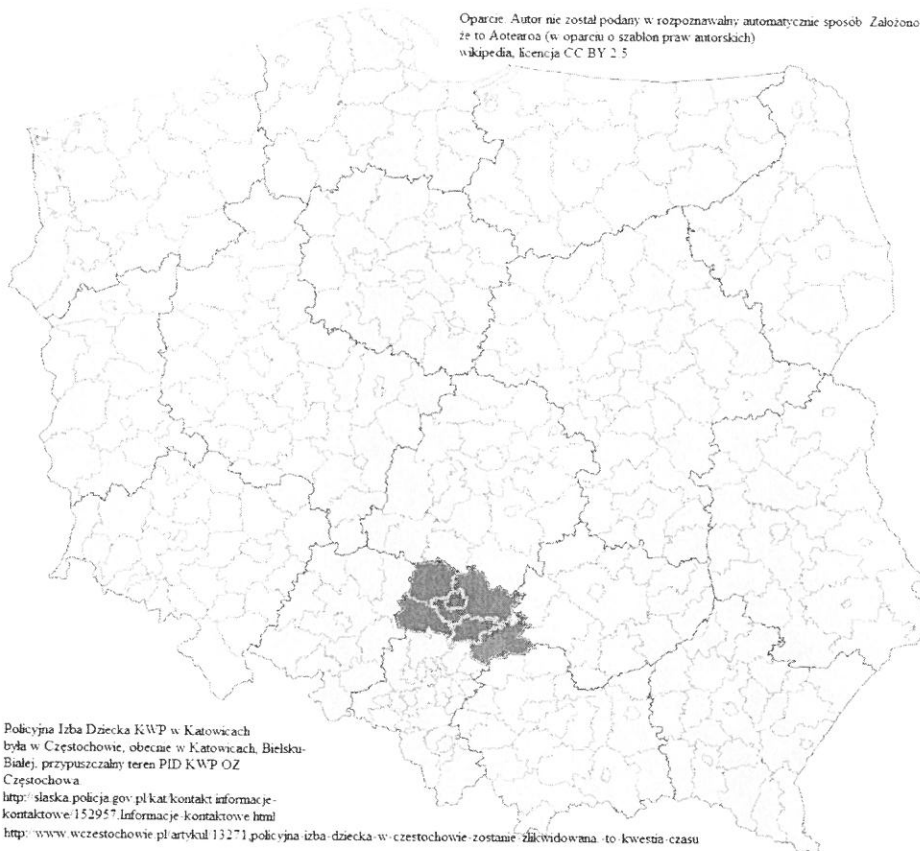 Oparcie. Autor nie został podany w rozpoznawalny automatycznie sposób. Założono
że to Aotearoa (w oparciu o szablon praw autorskich)
wikipedia, licencja CC BY 2.5
Policyjna Izba Dziecka KWP w Katowicach
była w Częstochowie, obecnie w Katowicach, Bielsku-
Białej, przypuszczalny teren PID KWP OZ
Częstochowa
http://slaska.policja.gov.pl/kat/kontakt/informacje-
kontaktowe/152957,Informacje-kontaktowe.html
http://www.wczestochowie.pl/artykul/13271,policyjna-izba-dziecka-w-czestochowie-zostanie-zlikwidowana.-to-kwestia-czasu